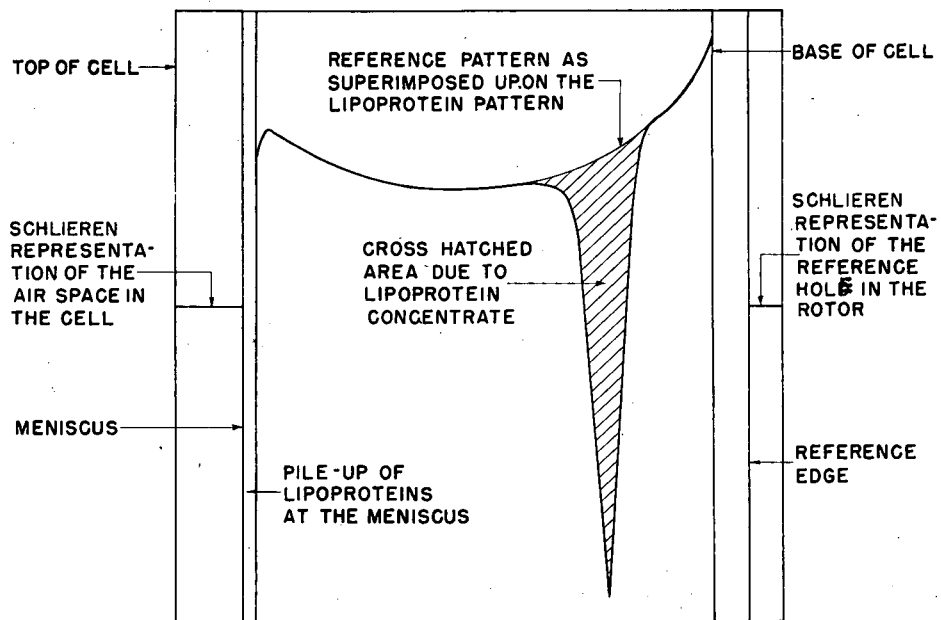 TOP OF CELL
REFERENCE PATTERN AS
SUPERIMPOSED UPON THE
LIPOPROTEIN PATTERN
BASE OF CELL
SCHLIEREN
REPRESENTA-
TION OF THE
AIR SPACE IN
THE CELL
CROSS HATCHED
AREA DUE TO
LIPOPROTEIN
CONCENTRATE
SCHLIEREN
REPRESENTA-
TION OF THE
REFERENCE
HOLE IN THE
ROTOR
MENISCUS
PILE-UP OF
LIPOPROTEINS
AT THE MENISCUS
REFERENCE
EDGE